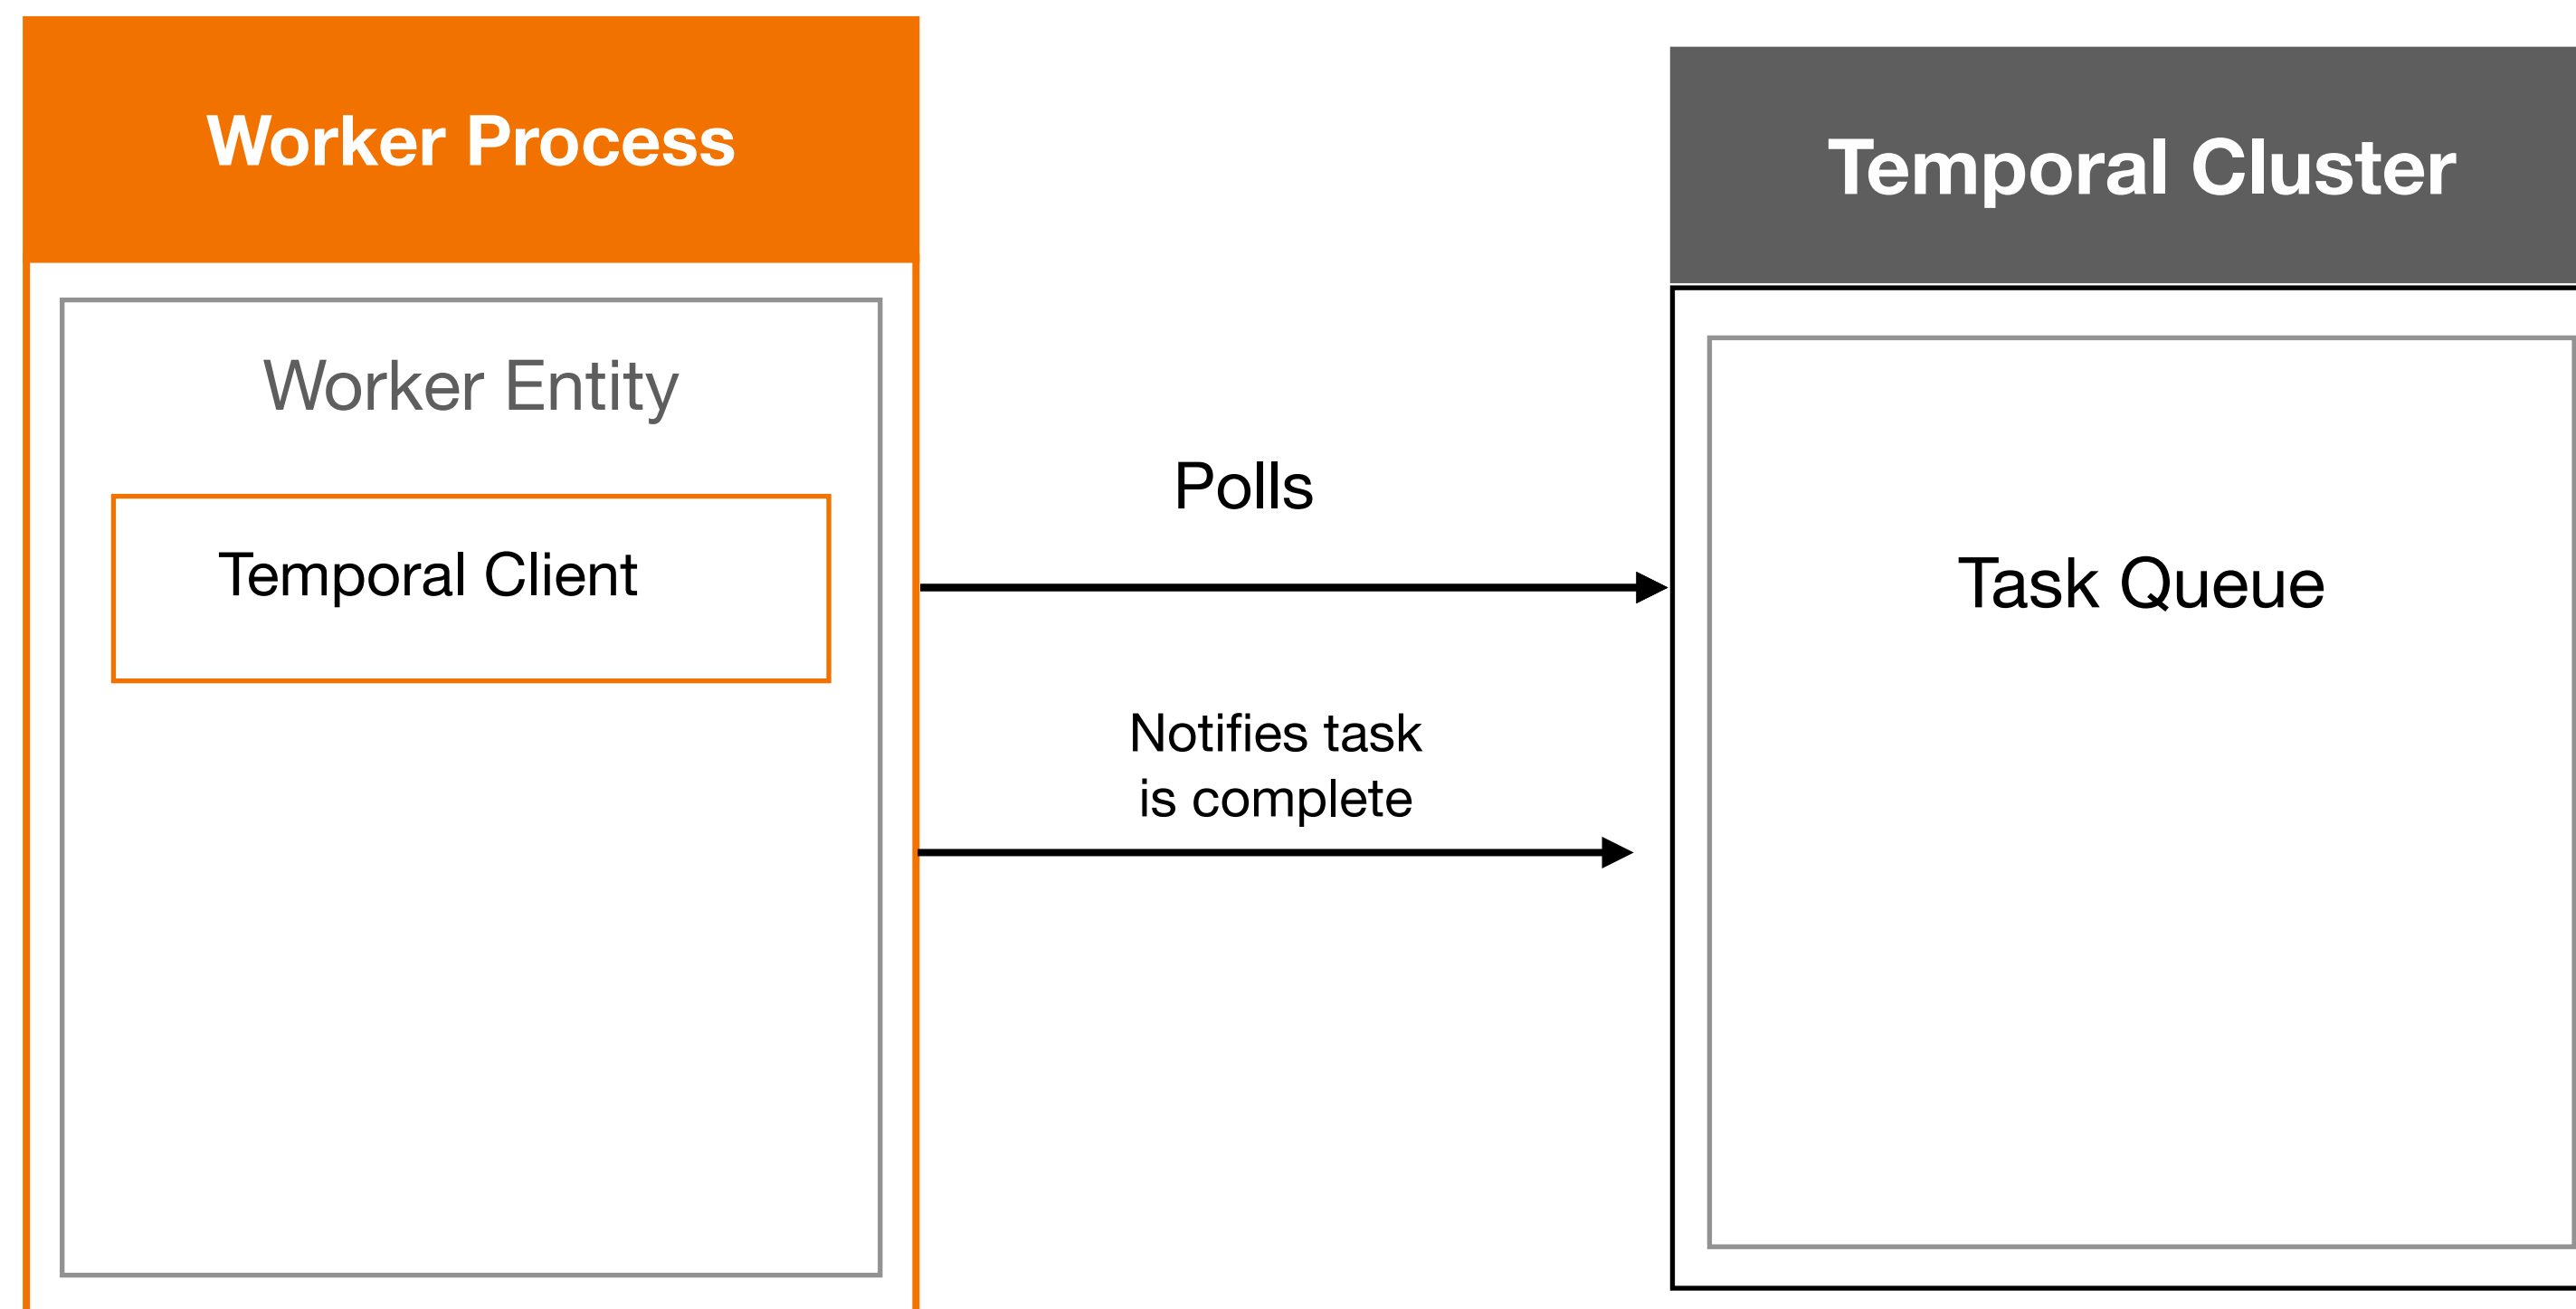 Worker Process
Worker Entity
Temporal Client
Polls
Notifies task
is complete
Temporal Cluster
Task Queue